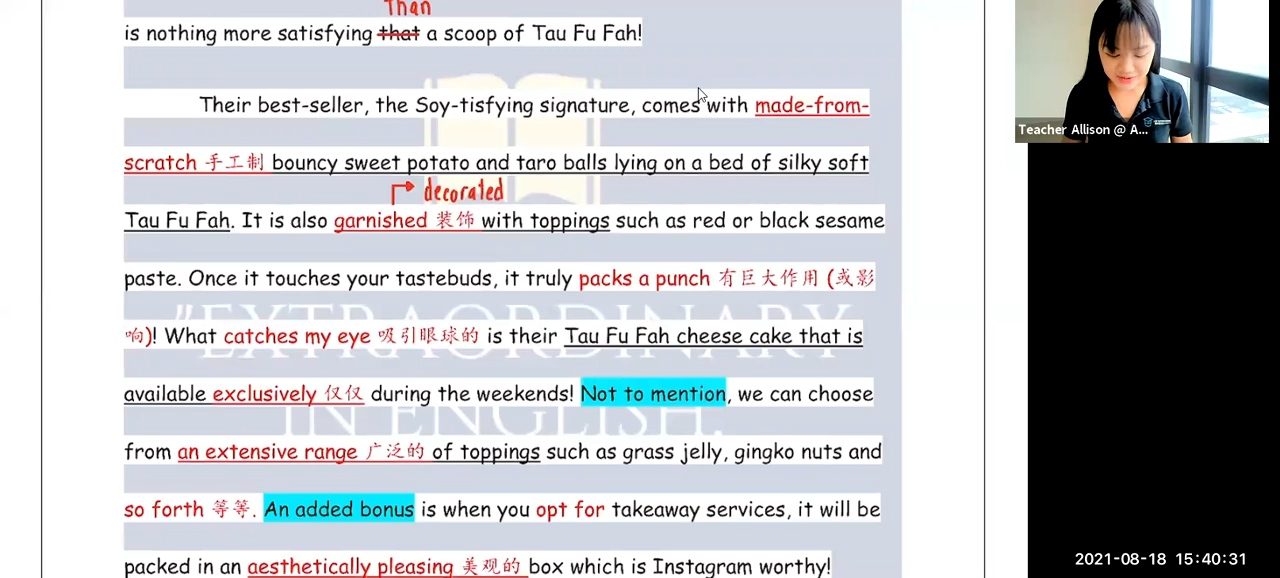 Than
is nothing more satisfying that a scoop of Tau Fu Fah!
Their best-seller, the Soy-tisfying signature, comes with made-from-
scratch 手工制 bouncy sweet potato and taro balls lying on a bed of silky soft
decorated
Tau Fu Fah. It is also garnished 装饰 with toppings such as red or black sesame
paste. Once it touches your tastebuds, it truly packs a punch 有巨大作用 (或影
响)! What catches my eye 吸引眼球的 is their Tau Fu Fah cheese cake that is
available exclusively 仅仅 during the weekends! Not to mention, we can choose
from an extensive range 广泛的 of toppings such as grass jelly, gingko nuts and
so forth 等等. An added bonus is when you opt for takeaway services, it will be
packed in an aesthetically pleasing 美观的 box which is Instagram worthy!
"EXTRAORDINARY
IN ENGLISH.
Teacher Allison @ A...
2021-08-18 15:40:31